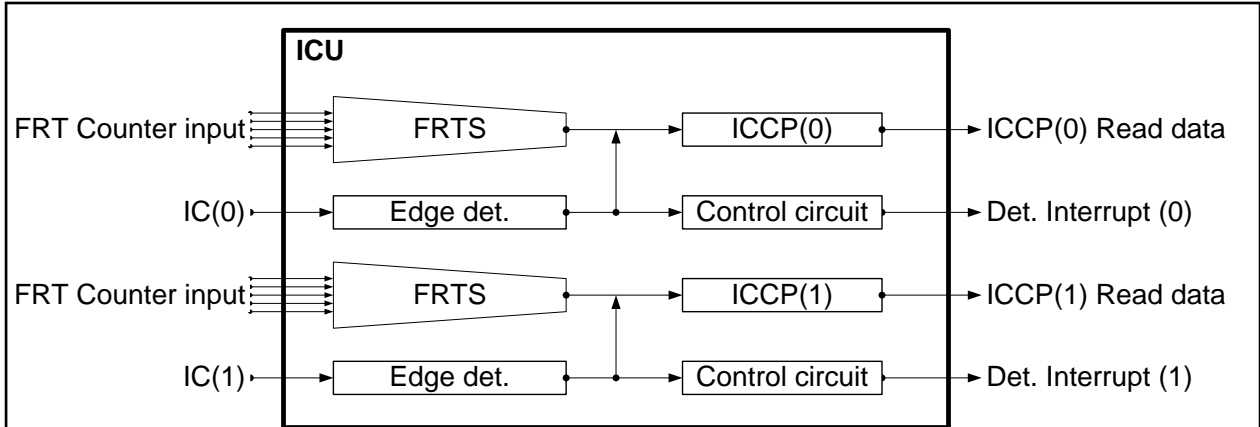 ICU
FRT Counter input FRTS ICCP(0) ICCP(0) Read data
IC(0) Edge det. Control circuit Det. Interrupt (0)
FRT Counter input FRTS ICCP(1) ICCP(1) Read data
IC(1) Edge det. Control circuit Det. Interrupt (1)